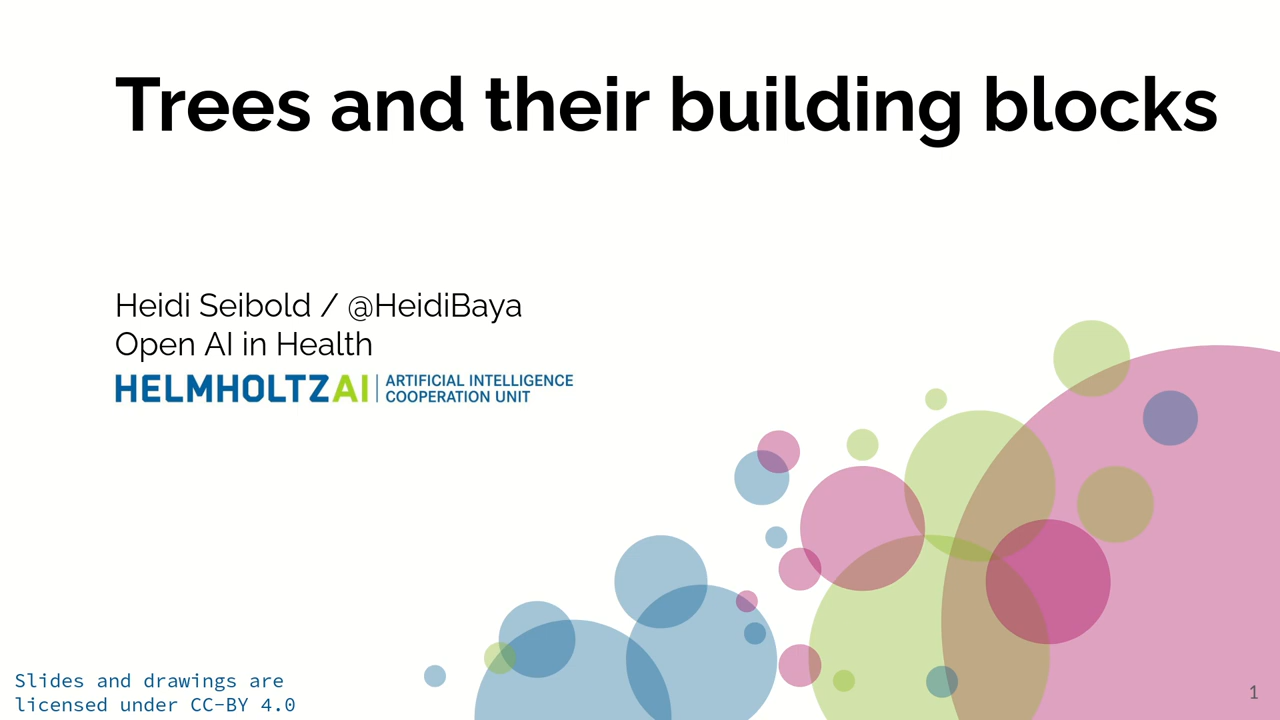 Trees and their building blocks
Heidi Seibold / @HeidiBaya
Open AI in Health
HELMHOLTZAI | ARTIFICIAL INTELLIGENCE
COOPERATION UNIT
Slides and drawings are
licensed under CC-BY 4.0
1